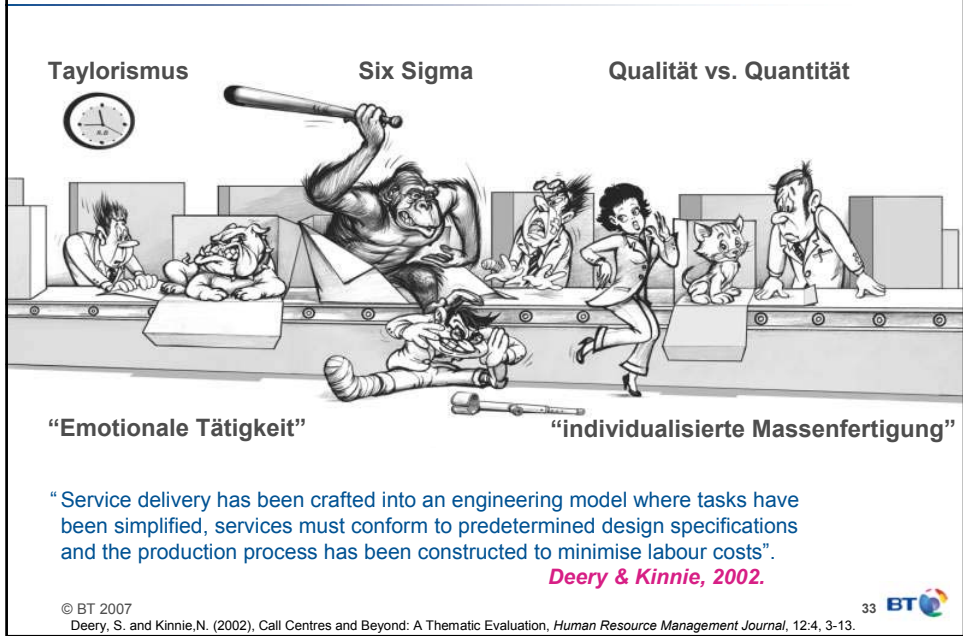 Taylorismus Six Sigma Qualität vs. Quantität
“Emotionale Tätigkeit” “individualisierte Massenfertigung”
“ Service delivery has been crafted into an engineering model where tasks have
been simplified, services must conform to predetermined design specifications
and the production process has been constructed to minimise labour costs”.
Deery & Kinnie, 2002.
© BT 2007 33 BT
Deery, S. and Kinnie,N. (2002), Call Centres and Beyond: A Thematic Evaluation, Human Resource Management Journal, 12:4, 3-13.